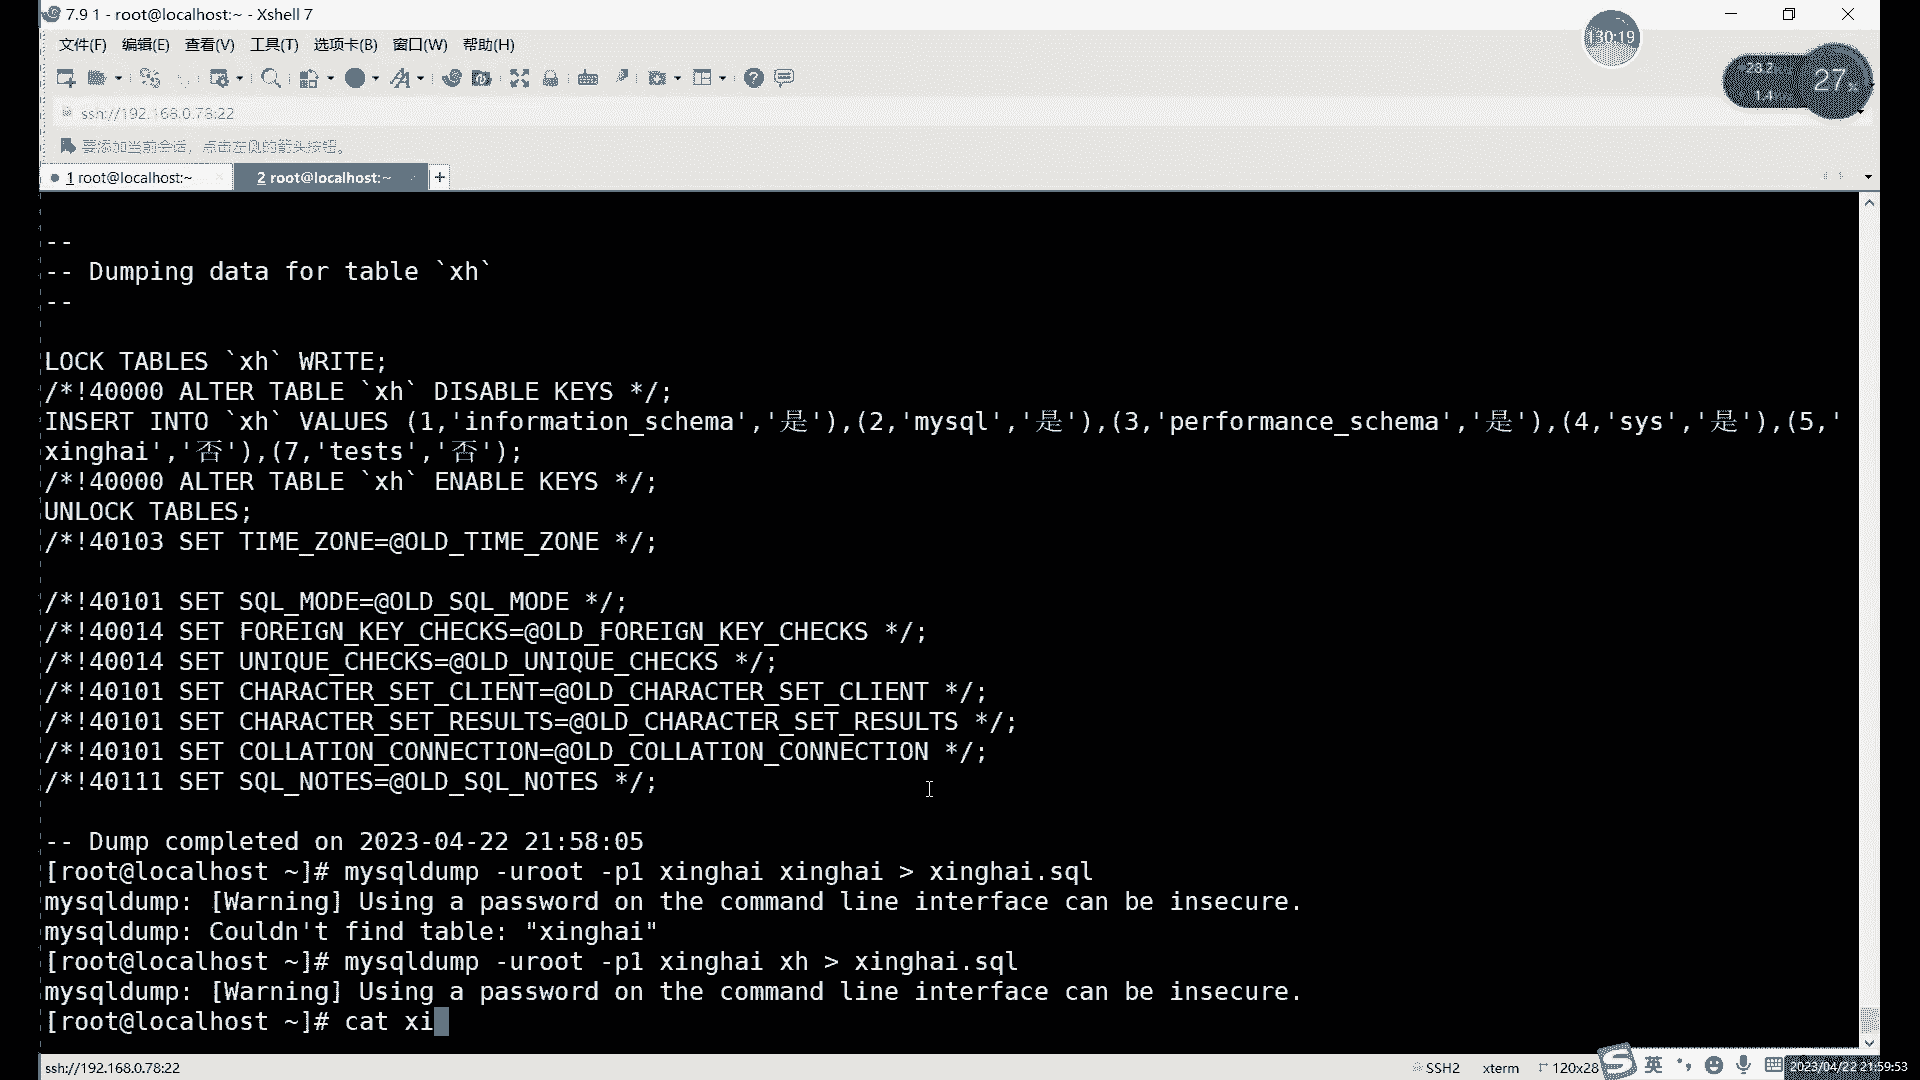 7.9 1 - root@localhost:~ - Xshell 7
文件(F) 编辑(E) 查看(V) 工具(T) 选项卡(B) 窗口(W) 帮助(H)
130:19
28.2
1.4
27%
ssh://192.168.0.78:22
要添加当前会话，点击左侧的箭头按钮。
1 root@localhost:~
2 root@localhost:~
+
--
-- Dumping data for table `xh`
--
LOCK TABLES `xh` WRITE;
/*!40000 ALTER TABLE `xh` DISABLE KEYS */;
INSERT INTO `xh` VALUES (1,'information_schema','是'),(2,'mysql','是'),(3,'performance_schema','是'),(4,'sys','是'),(5,'
xinghai','否'),(7,'tests','否');
/*!40000 ALTER TABLE `xh` ENABLE KEYS */;
UNLOCK TABLES;
/*!40103 SET TIME_ZONE=@OLD_TIME_ZONE */;
/*!40101 SET SQL_MODE=@OLD_SQL_MODE */;
/*!40014 SET FOREIGN_KEY_CHECKS=@OLD_FOREIGN_KEY_CHECKS */;
/*!40014 SET UNIQUE_CHECKS=@OLD_UNIQUE_CHECKS */;
/*!40101 SET CHARACTER_SET_CLIENT=@OLD_CHARACTER_SET_CLIENT */;
/*!40101 SET CHARACTER_SET_RESULTS=@OLD_CHARACTER_SET_RESULTS */;
/*!40101 SET COLLATION_CONNECTION=@OLD_COLLATION_CONNECTION */;
/*!40111 SET SQL_NOTES=@OLD_SQL_NOTES */;
-- Dump completed on 2023-04-22 21:58:05
[root@localhost ~]# mysqldump -uroot -p1 xinghai xinghai > xinghai.sql
mysqldump: [Warning] Using a password on the command line interface can be insecure.
mysqldump: Couldn't find table: "xinghai"
[root@localhost ~]# mysqldump -uroot -p1 xinghai xh > xinghai.sql
mysqldump: [Warning] Using a password on the command line interface can be insecure.
[root@localhost ~]# cat xi
ssh://192.168.0.78:22
SSH2 xterm 120x28
英
2023/04/22 21:59:53